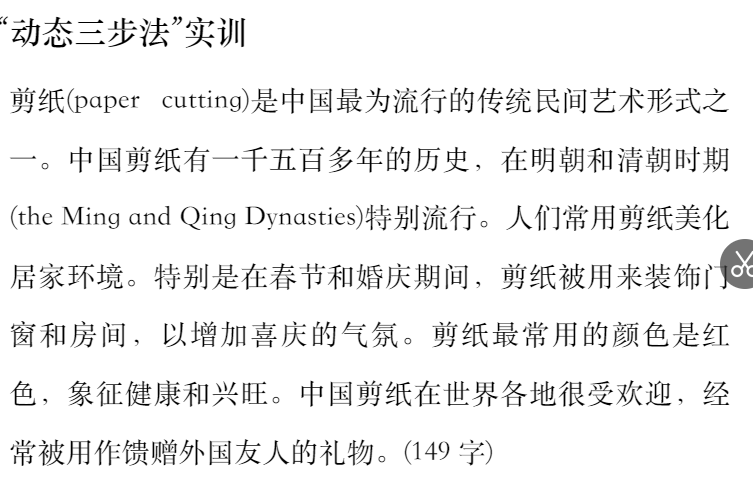 “动态三步法”实训
剪纸(paper cutting)是中国最为流行的传统民间艺术形式之
一。中国剪纸有一千五百多年的历史，在明朝和清朝时期
(the Ming and Qing Dynasties)特别流行。人们常用剪纸美化
居家环境。特别是在春节和婚庆期间，剪纸被用来装饰门
窗和房间，以增加喜庆的气氛。剪纸最常用的颜色是红
色，象征健康和兴旺。中国剪纸在世界各地很受欢迎，经
常被用作馈赠外国友人的礼物。(149 字)